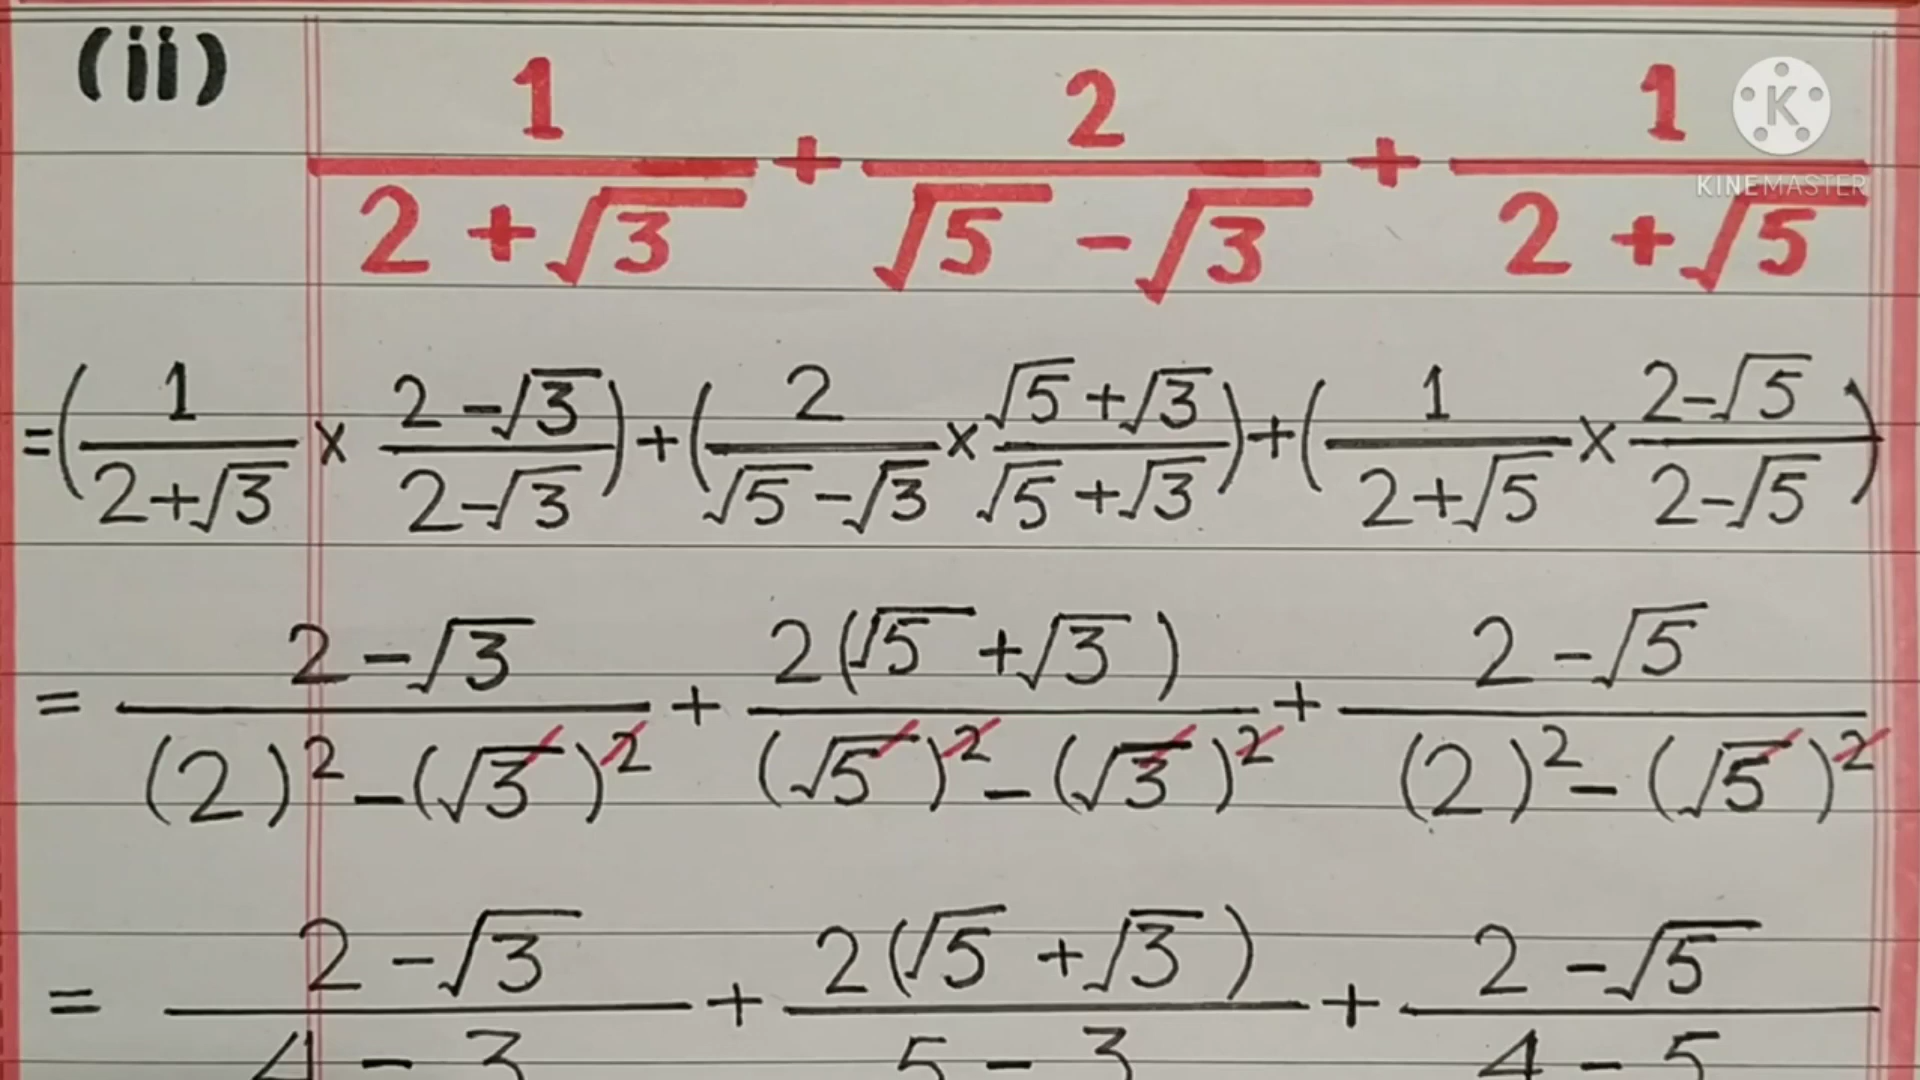 (ii) 1/(2 + √3) + 2/(√5 - √3) + 1/(2 + √5)
K
KINEMASTER
= (1/(2+√3) × (2-√3)/(2-√3)) + (2/(√5-√3) × (√5+√3)/(√5+√3)) + (1/(2+√5) × (2-√5)/(2-√5))
= (2-√3)/((2)² - (√3)²) + 2(√5+√3)/((√5)² - (√3)²) + (2-√5)/((2)² - (√5)²)
= (2-√3)/(4-3) + 2(√5+√3)/(5-3) + (2-√5)/(4-5)